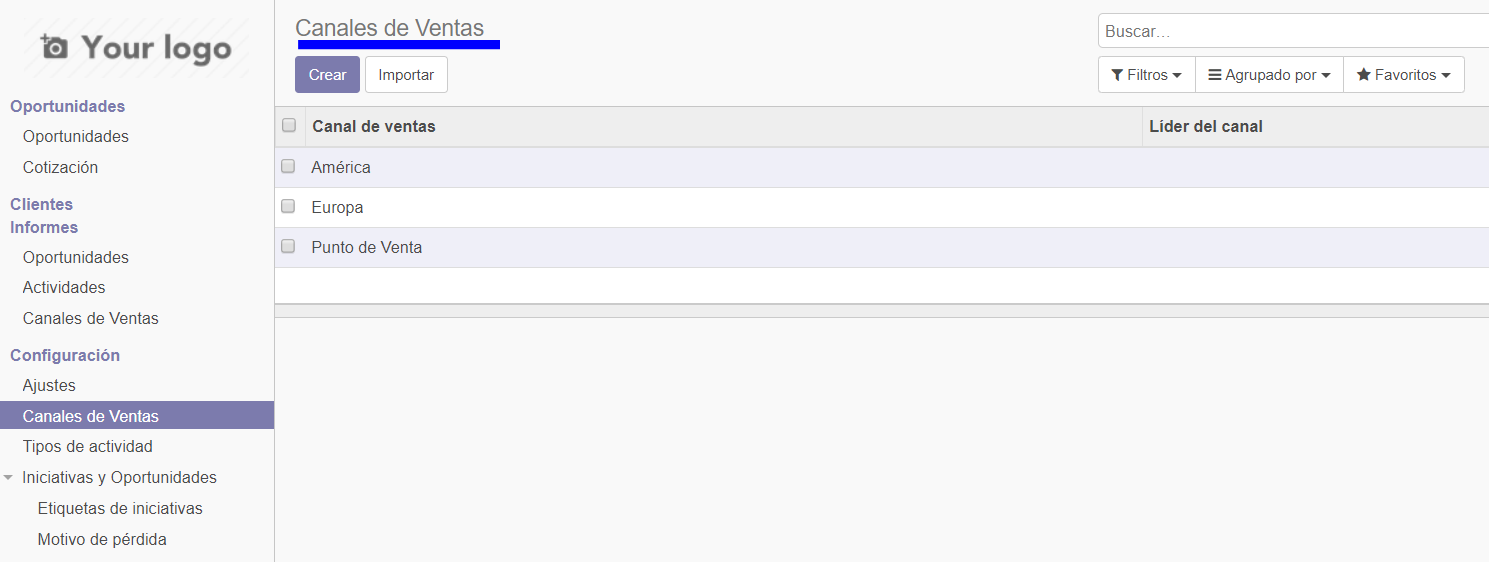 Your logo
Oportunidades
Oportunidades
Cotización
Clientes
Informes
Oportunidades
Actividades
Canales de Ventas
Configuración
Ajustes
Canales de Ventas
Tipos de actividad
Iniciativas y Oportunidades
Etiquetas de iniciativas
Motivo de pérdida
Canales de Ventas
Buscar...
Crear Importar
Filtros Agrupado por Favoritos
Canal de ventas Líder del canal
América
Europa
Punto de Venta